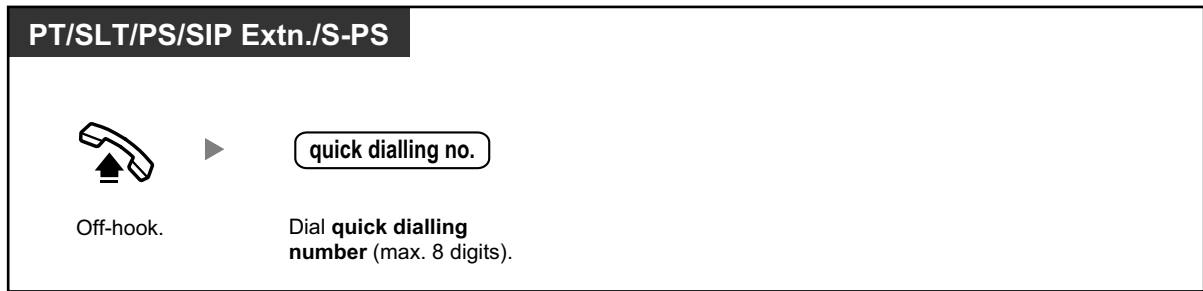 PT/SLT/PS/SIP Extn./S-PS
quick dialling no.
Off-hook.
Dial quick dialling
number (max. 8 digits).